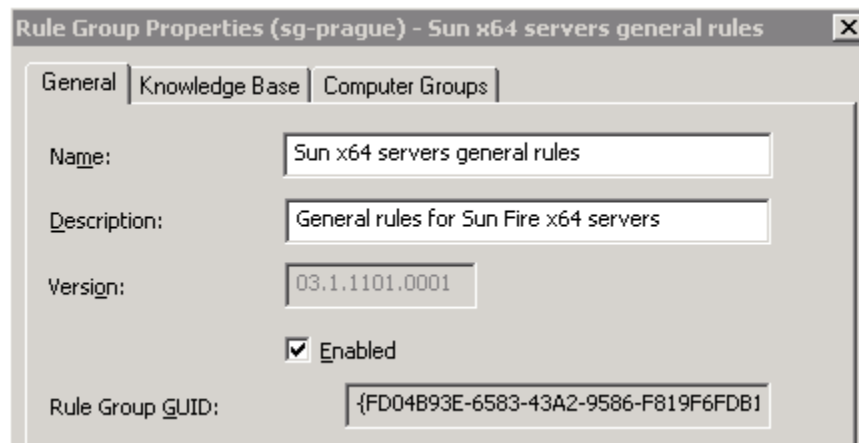 Rule Group Properties (sg-prague) - Sun x64 servers general rules
General Knowledge Base Computer Groups
Name: Sun x64 servers general rules
Description: General rules for Sun Fire x64 servers
Version: 03.1.1101.0001
Enabled
Rule Group GUID: {FD04B93E-6583-43A2-9586-F819F6FDB1